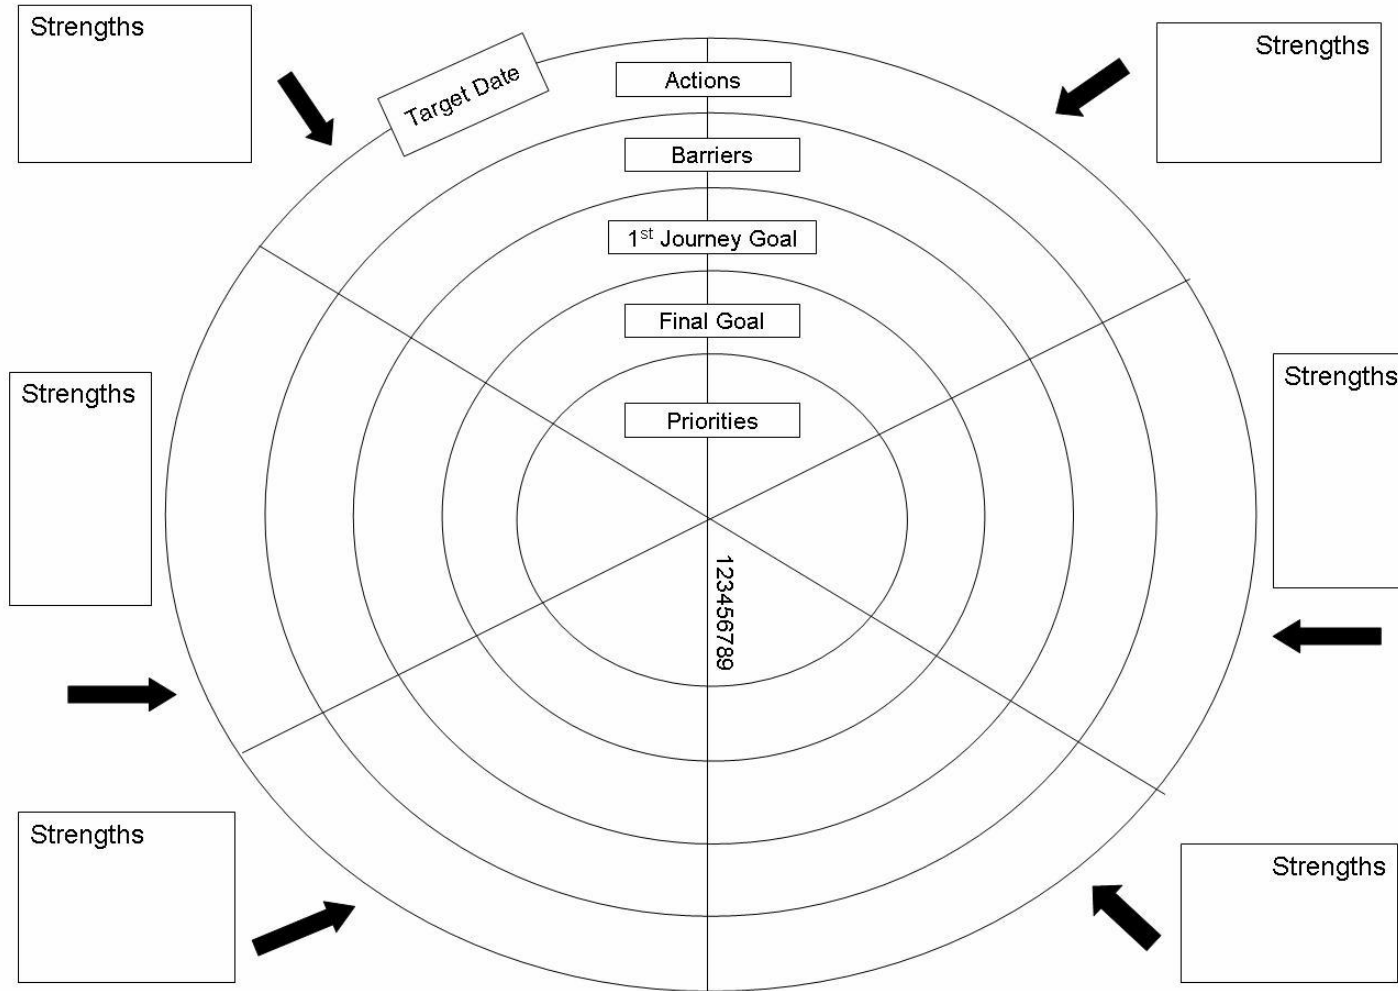 Strengths
Strengths
Target Date
Actions
Barriers
1st Journey Goal
Final Goal
Strengths
Strengths
Priorities
123456789
Strengths
Strengths